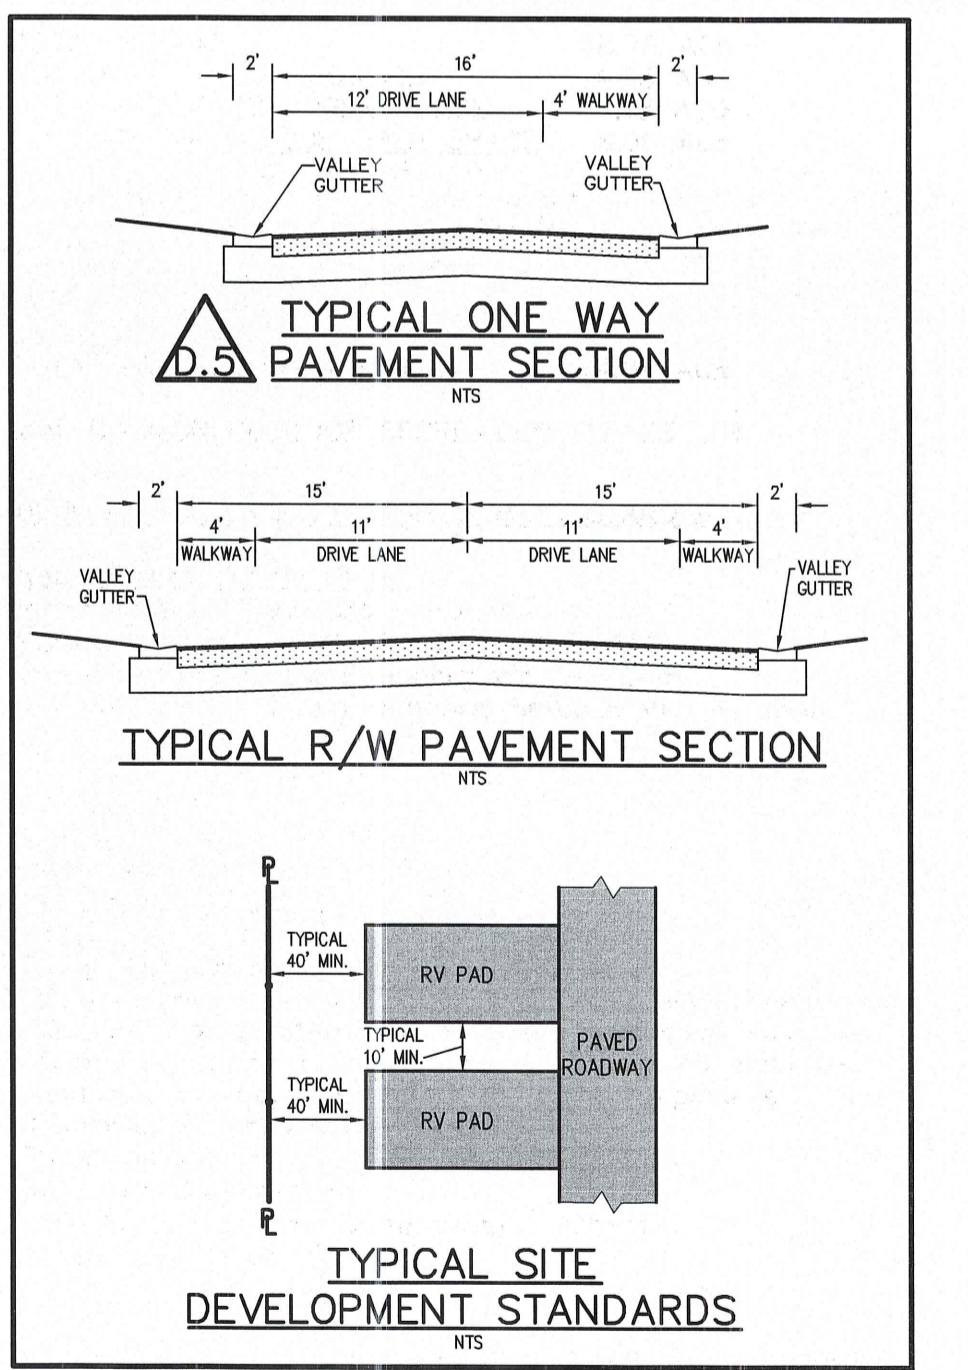 2' 16' 2'
12' DRIVE LANE 4' WALKWAY
VALLEY
GUTTER
VALLEY
GUTTER
D.5
TYPICAL ONE WAY
PAVEMENT SECTION
NTS
2' 15' 15' 2'
4' 11' 11' 4'
WALKWAY DRIVE LANE DRIVE LANE WALKWAY
VALLEY
GUTTER
VALLEY
GUTTER
TYPICAL R/W PAVEMENT SECTION
NTS
PL
TYPICAL
40' MIN.
RV PAD
TYPICAL
10' MIN.
PAVED
ROADWAY
TYPICAL
40' MIN.
RV PAD
PL
TYPICAL SITE
DEVELOPMENT STANDARDS
NTS